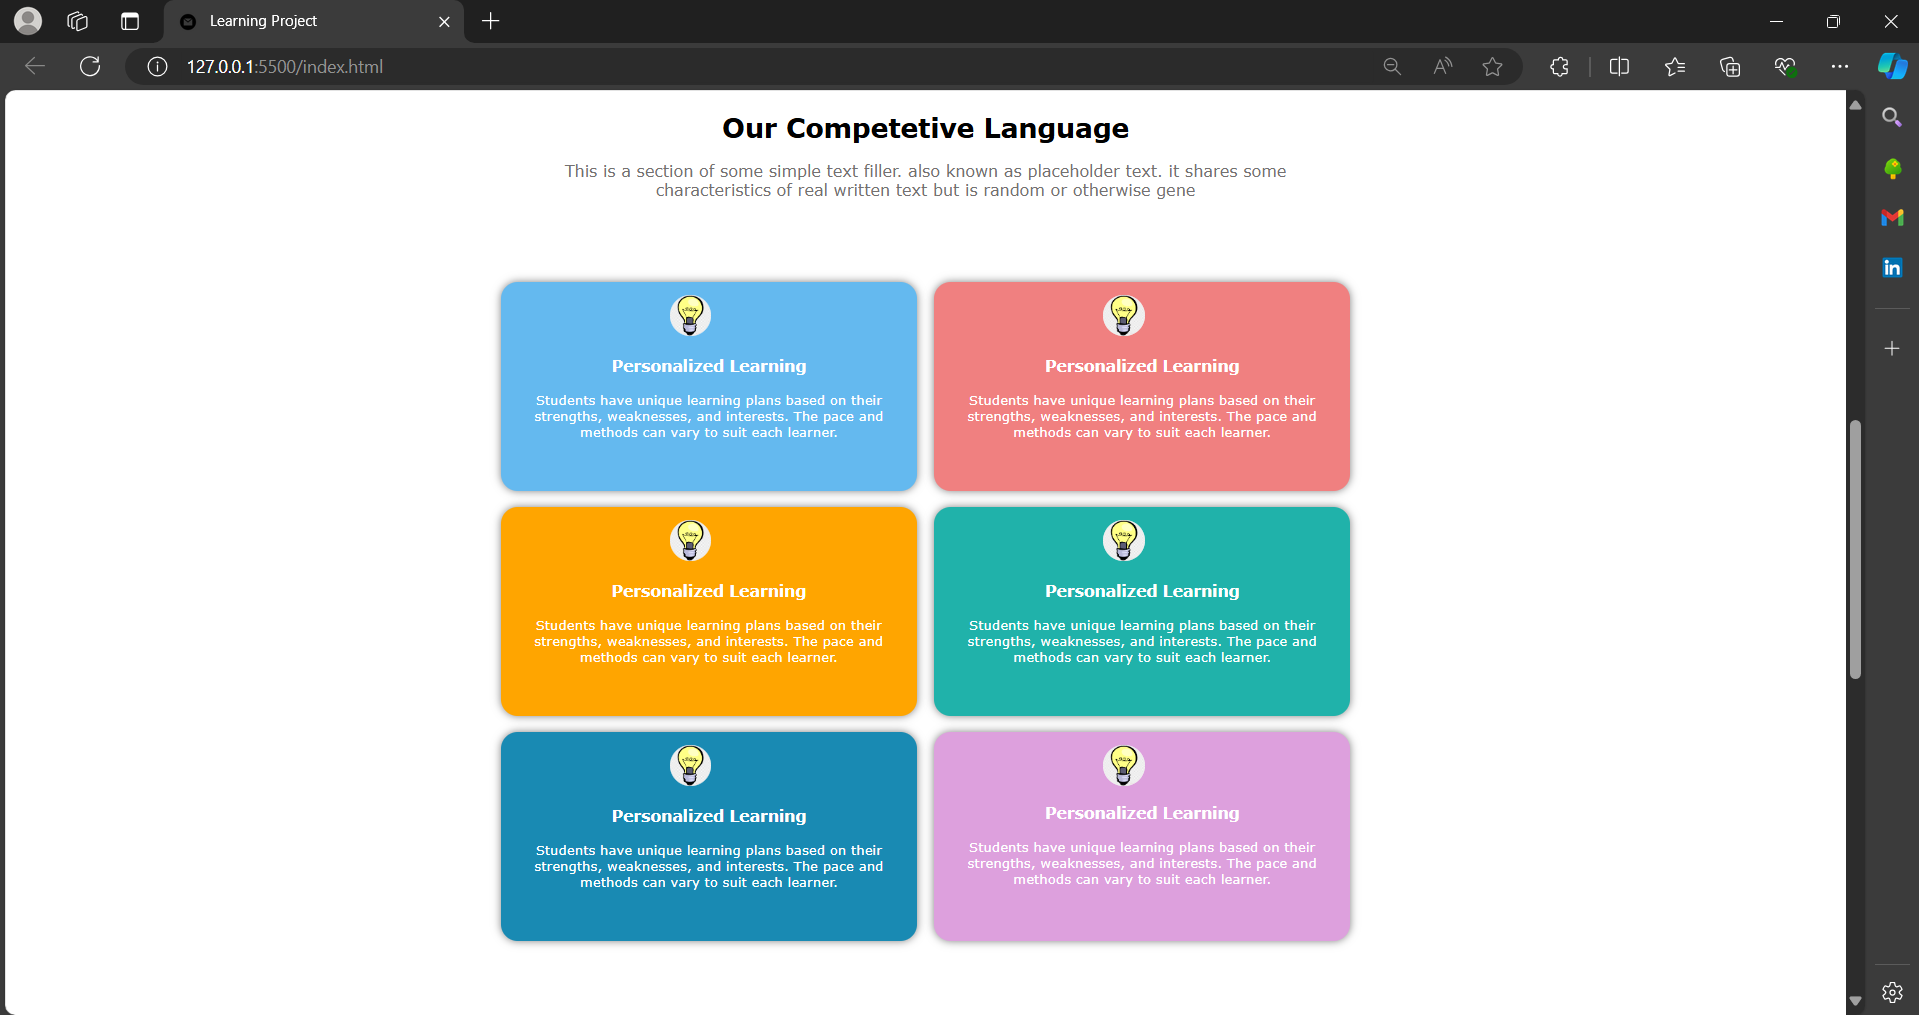 Learning Project
127.0.0.1:5500/index.html
Our Competetive Language
This is a section of some simple text filler. also known as placeholder text. it shares some
characteristics of real written text but is random or otherwise gene
Personalized Learning
Students have unique learning plans based on their
strengths, weaknesses, and interests. The pace and
methods can vary to suit each learner.
Personalized Learning
Students have unique learning plans based on their
strengths, weaknesses, and interests. The pace and
methods can vary to suit each learner.
Personalized Learning
Students have unique learning plans based on their
strengths, weaknesses, and interests. The pace and
methods can vary to suit each learner.
Personalized Learning
Students have unique learning plans based on their
strengths, weaknesses, and interests. The pace and
methods can vary to suit each learner.
Personalized Learning
Students have unique learning plans based on their
strengths, weaknesses, and interests. The pace and
methods can vary to suit each learner.
Personalized Learning
Students have unique learning plans based on their
strengths, weaknesses, and interests. The pace and
methods can vary to suit each learner.